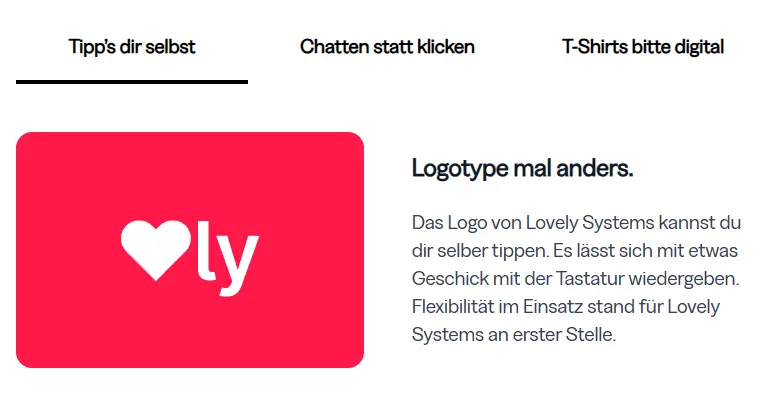 Tipp's dir selbst
Chatten statt klicken
T-Shirts bitte digital
♥ly
Logotype mal anders.
Das Logo von Lovely Systems kannst du
dir selber tippen. Es lässt sich mit etwas
Geschick mit der Tastatur wiedergeben.
Flexibilität im Einsatz stand für Lovely
Systems an erster Stelle.